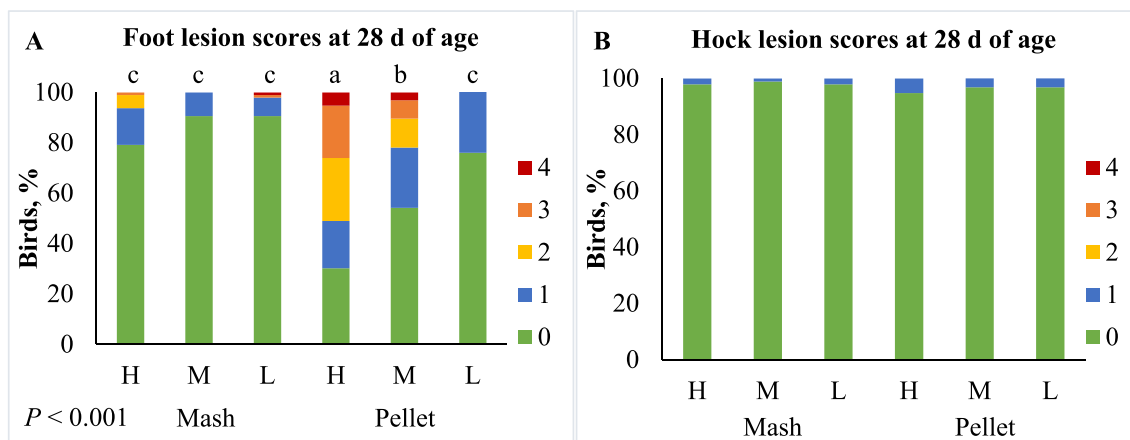 A Foot lesion scores at 28 d of age
c c c a b c
100
80
60
40
20
0
Birds, %
4
3
2
1
0
H M L H M L
P < 0.001 Mash Pellet
B Hock lesion scores at 28 d of age
100
80
60
40
20
0
Birds, %
4
3
2
1
0
H M L H M L
Mash Pellet